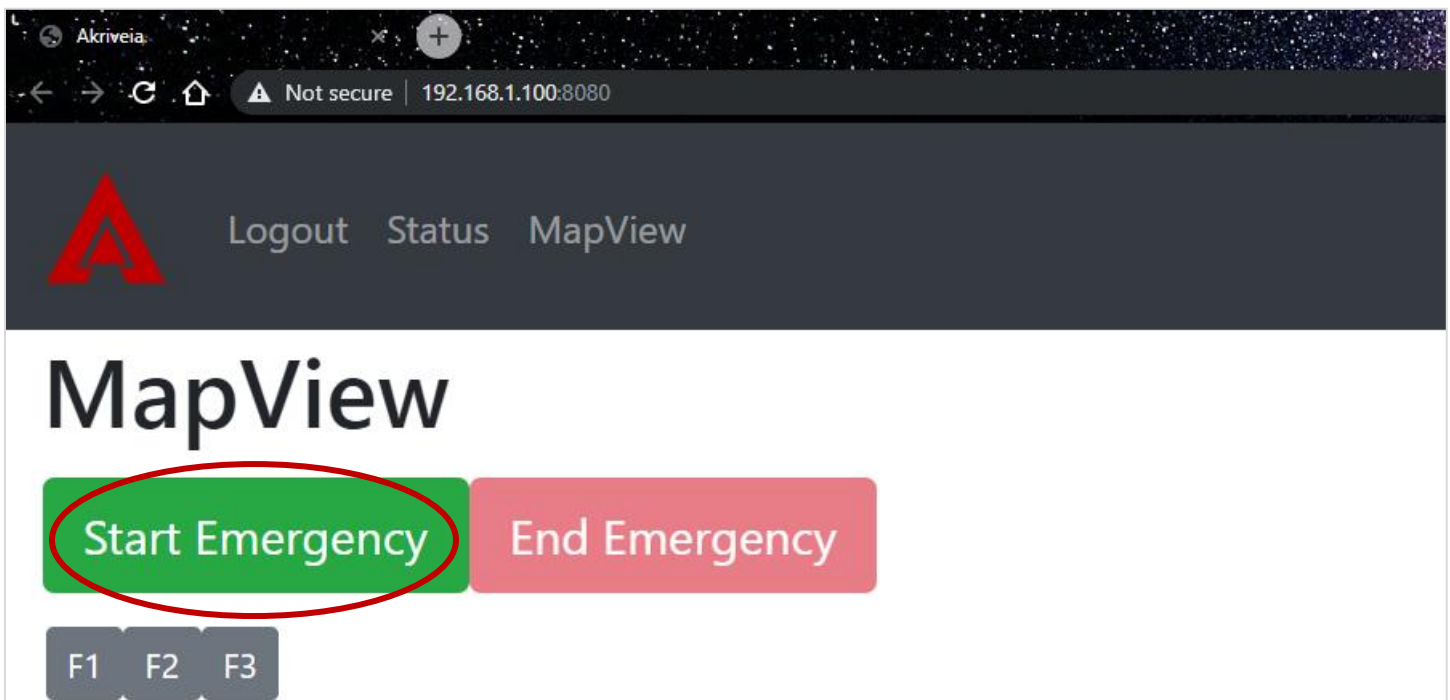 Akriveia
Not secure | 192.168.1.100:8080
Logout Status MapView
MapView
Start Emergency End Emergency
F1 F2 F3